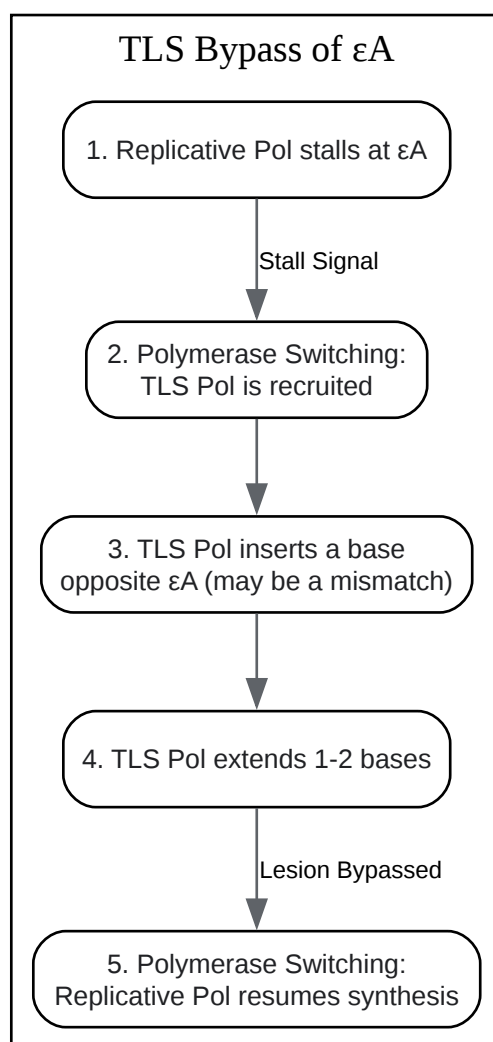 TLS Bypass of εA
1. Replicative Pol stalls at εA
Stall Signal
2. Polymerase Switching:
TLS Pol is recruited
3. TLS Pol inserts a base
opposite εA (may be a mismatch)
4. TLS Pol extends 1-2 bases
Lesion Bypassed
5. Polymerase Switching:
Replicative Pol resumes synthesis